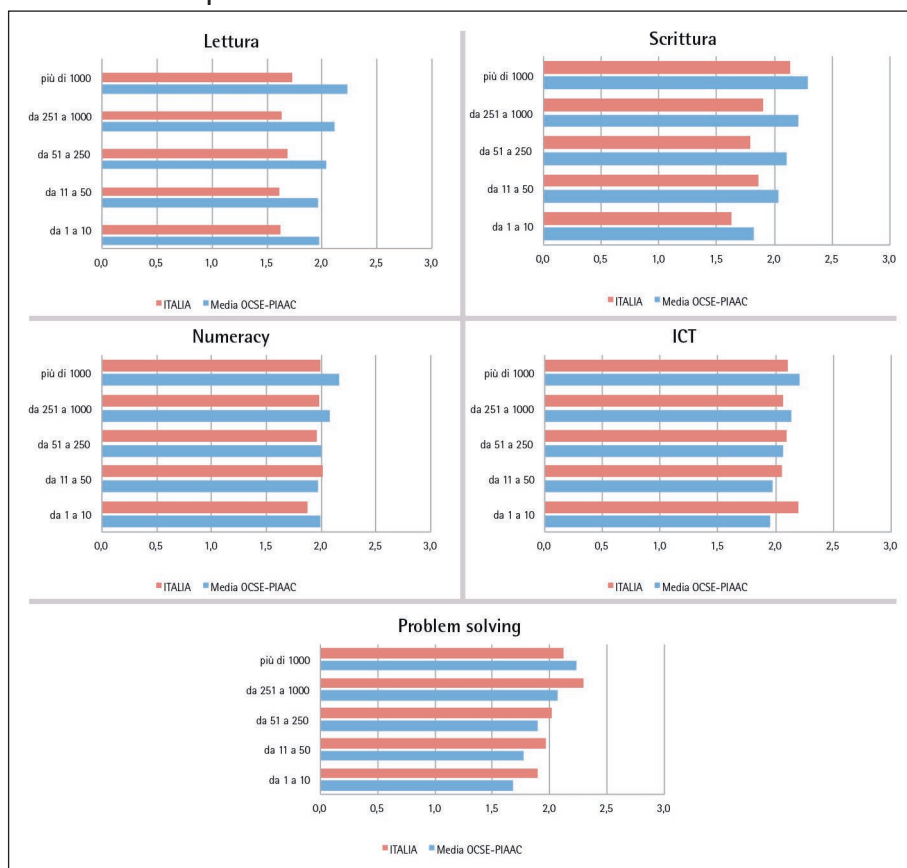 Lettura
più di 1000
da 251 a 1000
da 51 a 250
da 11 a 50
da 1 a 10
0,0 0,5 1,0 1,5 2,0 2,5 3,0
ITALIA Media OCSE-PIAAC
Scrittura
più di 1000
da 251 a 1000
da 51 a 250
da 11 a 50
da 1 a 10
0,0 0,5 1,0 1,5 2,0 2,5 3,0
ITALIA Media OCSE-PIAAC
Numeracy
più di 1000
da 251 a 1000
da 51 a 250
da 11 a 50
da 1 a 10
0,0 0,5 1,0 1,5 2,0 2,5 3,0
ITALIA Media OCSE-PIAAC
ICT
più di 1000
da 251 a 1000
da 51 a 250
da 11 a 50
da 1 a 10
0,0 0,5 1,0 1,5 2,0 2,5 3,0
ITALIA Media OCSE-PIAAC
Problem solving
più di 1000
da 251 a 1000
da 51 a 250
da 11 a 50
da 1 a 10
0,0 0,5 1,0 1,5 2,0 2,5 3,0
ITALIA Media OCSE-PIAAC